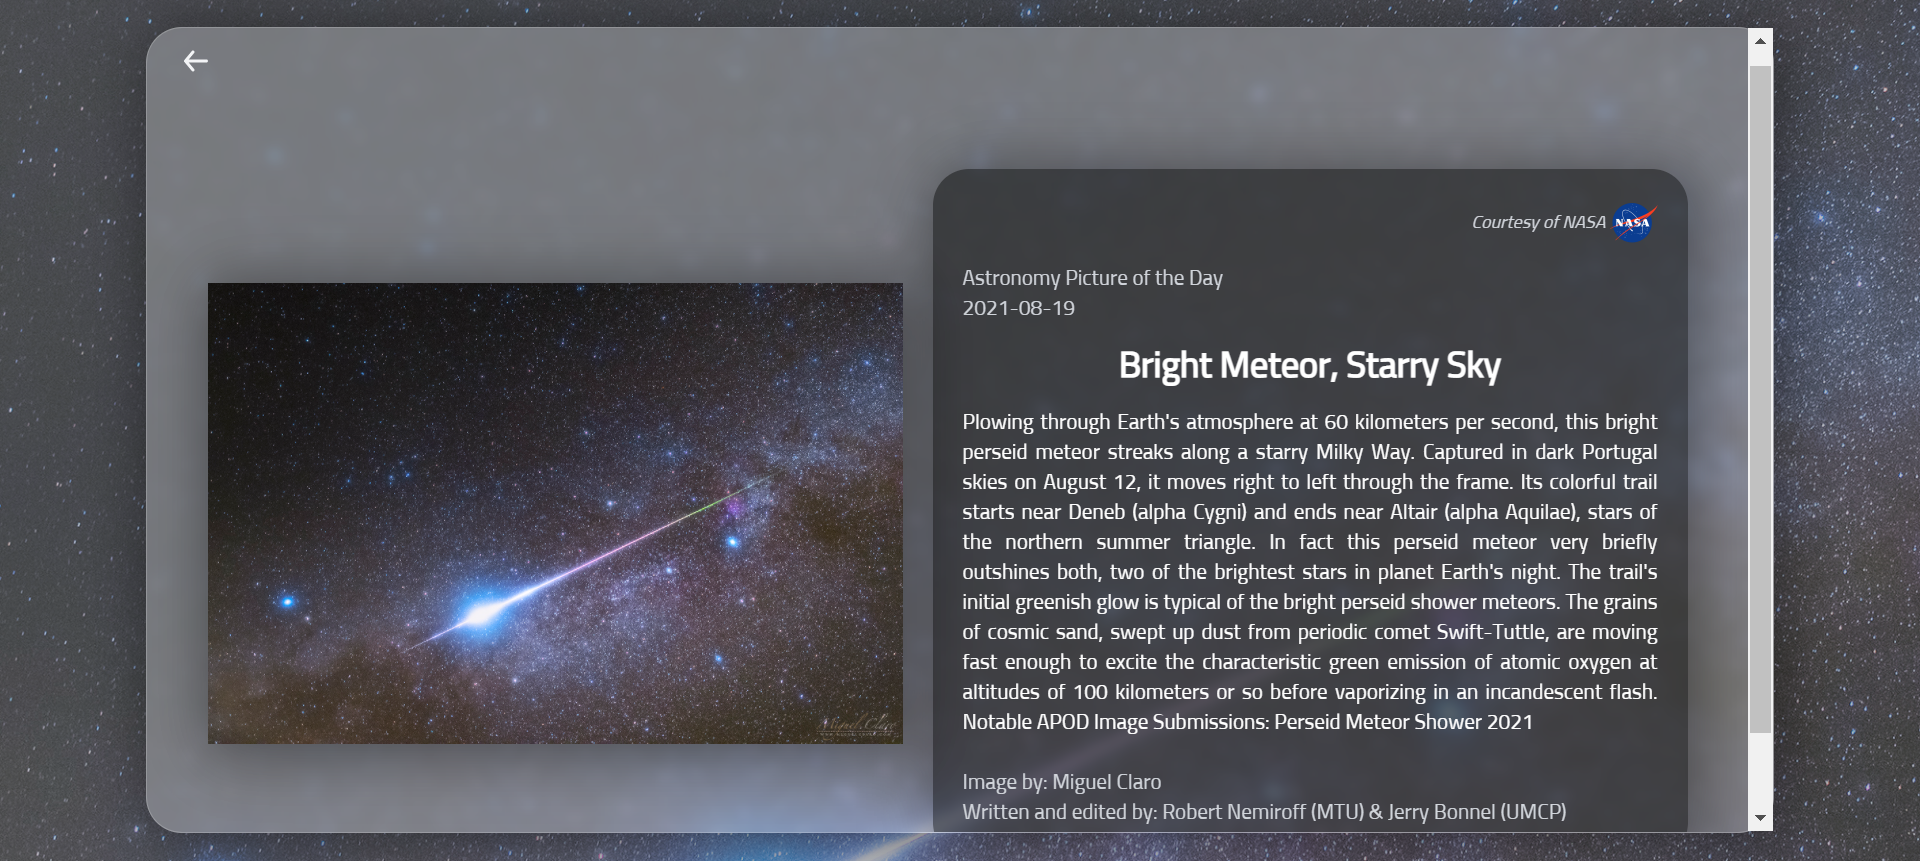 Courtesy of NASA
NASA
Astronomy Picture of the Day
2021-08-19
Bright Meteor, Starry Sky
Plowing through Earth's atmosphere at 60 kilometers per second, this bright
perseid meteor streaks along a starry Milky Way. Captured in dark Portugal
skies on August 12, it moves right to left through the frame. Its colorful trail
starts near Deneb (alpha Cygni) and ends near Altair (alpha Aquilae), stars of
the northern summer triangle. In fact this perseid meteor very briefly
outshines both, two of the brightest stars in planet Earth's night. The trail's
initial greenish glow is typical of the bright perseid shower meteors. The grains
of cosmic sand, swept up dust from periodic comet Swift-Tuttle, are moving
fast enough to excite the characteristic green emission of atomic oxygen at
altitudes of 100 kilometers or so before vaporizing in an incandescent flash.
Notable APOD Image Submissions: Perseid Meteor Shower 2021
Miguel Claro
Image by: Miguel Claro
Written and edited by: Robert Nemiroff (MTU) & Jerry Bonnel (UMCP)